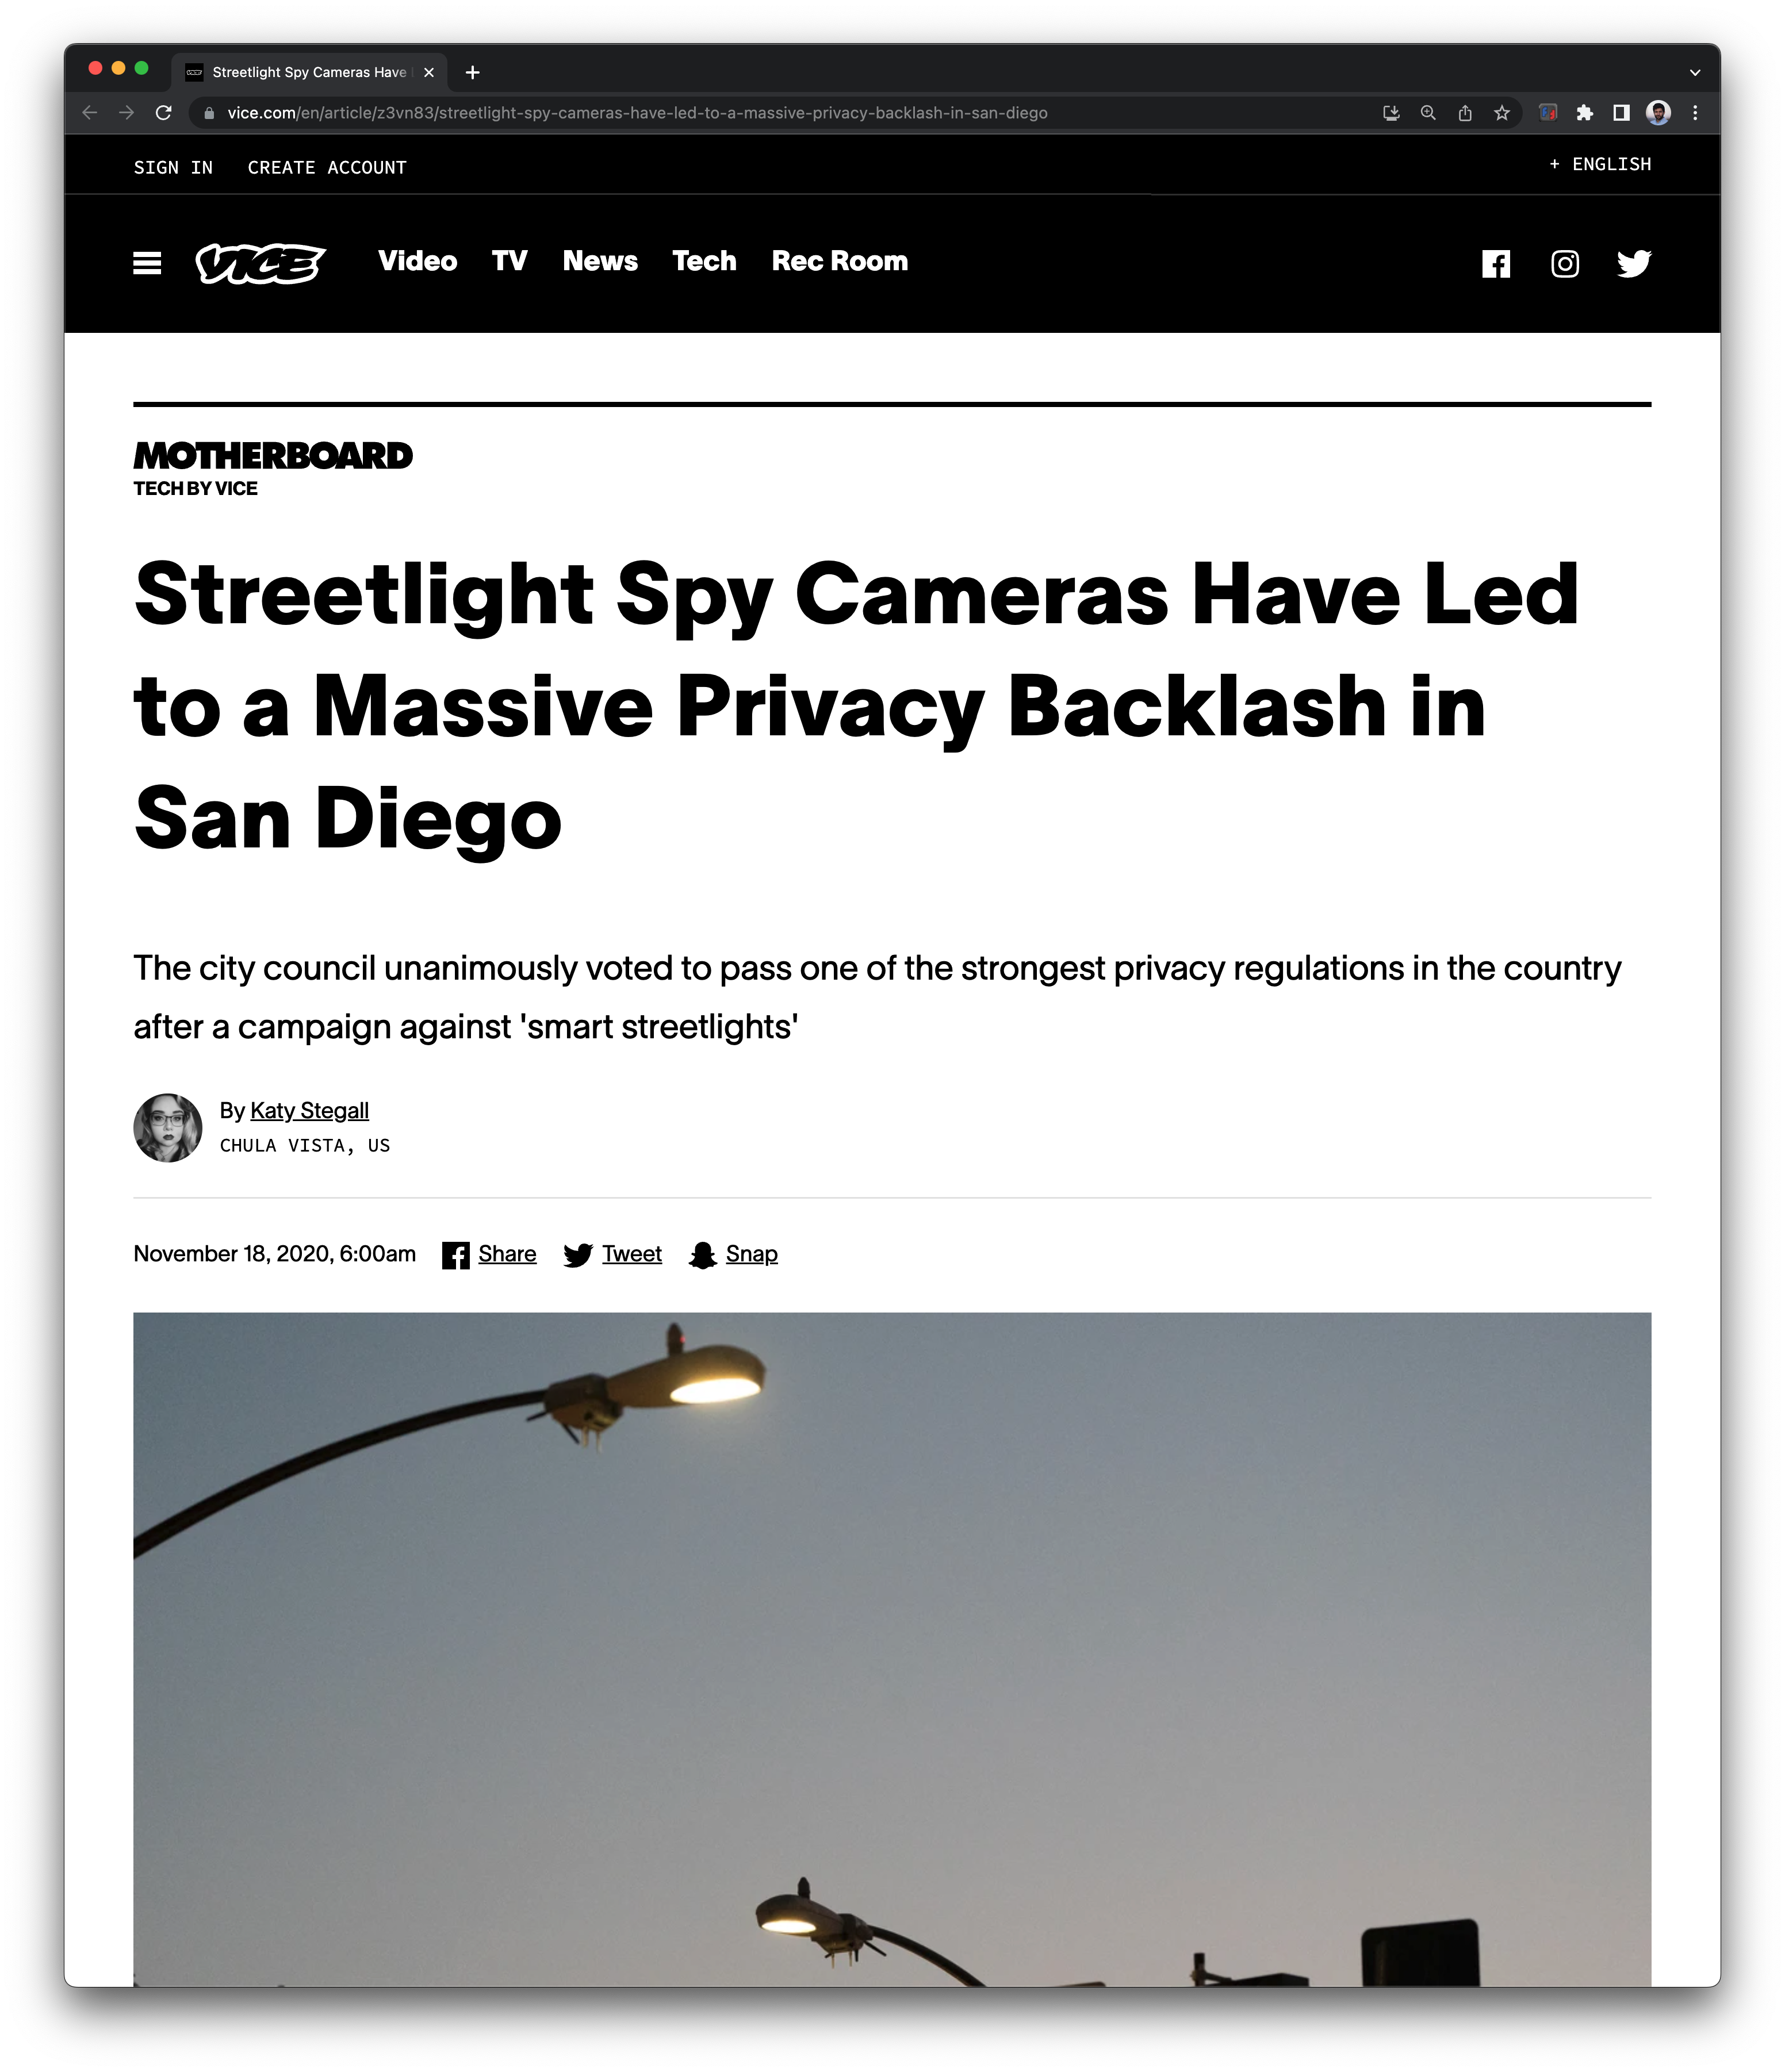 Streetlight Spy Cameras Have
vice.com/en/article/z3vn83/streetlight-spy-cameras-have-led-to-a-massive-privacy-backlash-in-san-diego
SIGN IN CREATE ACCOUNT + ENGLISH
VICE Video TV News Tech Rec Room
MOTHERBOARD
TECH BY VICE
Streetlight Spy Cameras Have Led
to a Massive Privacy Backlash in
San Diego
The city council unanimously voted to pass one of the strongest privacy regulations in the country
after a campaign against 'smart streetlights'
By Katy Stegall
CHULA VISTA, US
November 18, 2020, 6:00am Share Tweet Snap